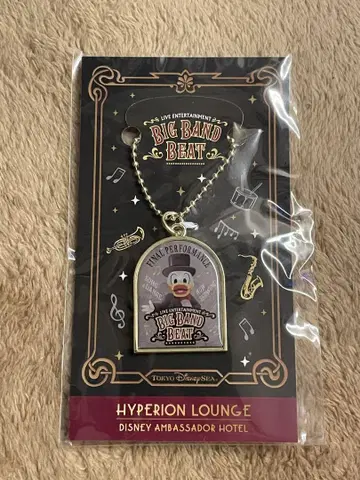 LIVE ENTERTAINMENT
BIG BAND
BEAT
FINAL PERFORMANCE
LIVE ENTERTAINMENT
BIG BAND
BEAT
TOKYO DISNEYSEA
HYPERION LOUNGE
DISNEY AMBASSADOR HOTEL